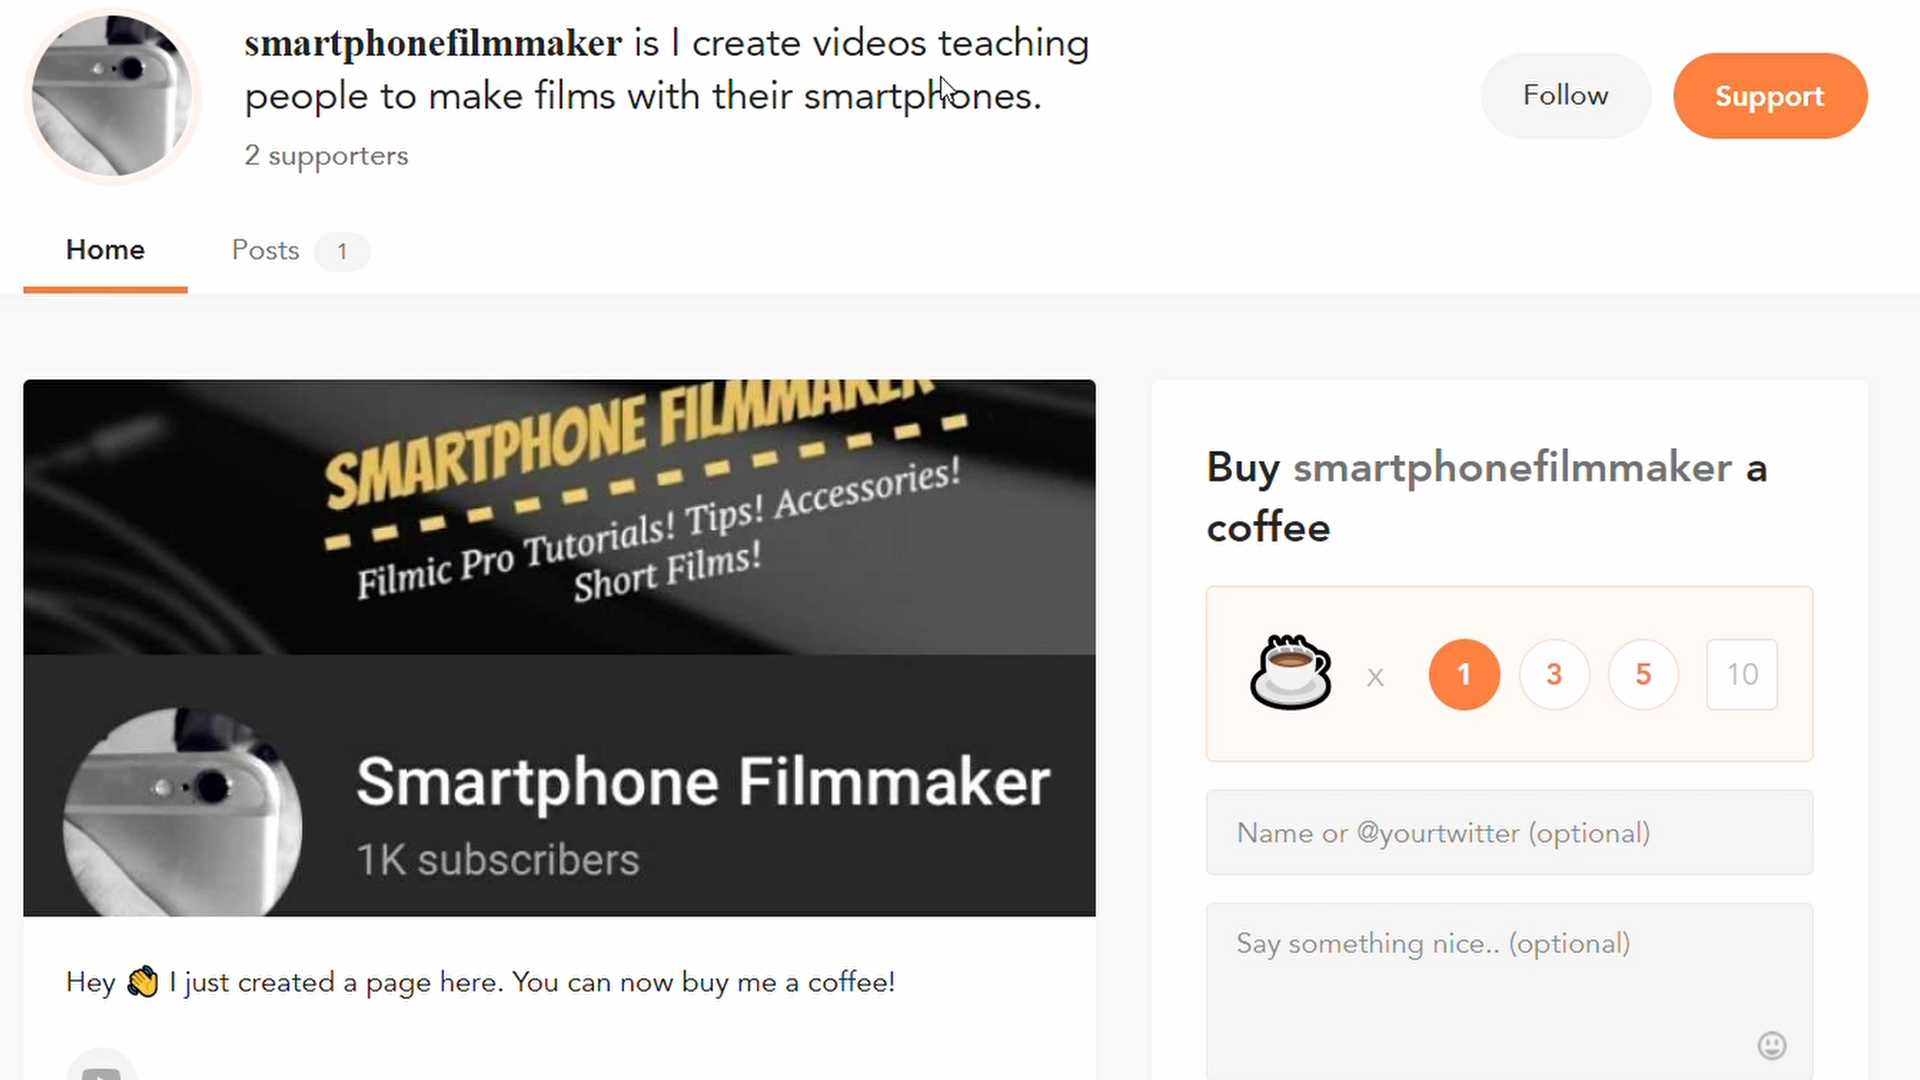 smartphonefilmmaker is I create videos teaching
people to make films with their smartphones.
2 supporters
Follow
Support
Home
Posts 1
SMARTPHONE FILMMAKER
Filmic Pro Tutorials! Tips! Accessories!
Short Films!
Smartphone Filmmaker
1K subscribers
Hey 👋 I just created a page here. You can now buy me a coffee!
Buy smartphonefilmmaker a
coffee
x 1 3 5 10
Name or @yourtwitter (optional)
Say something nice.. (optional)